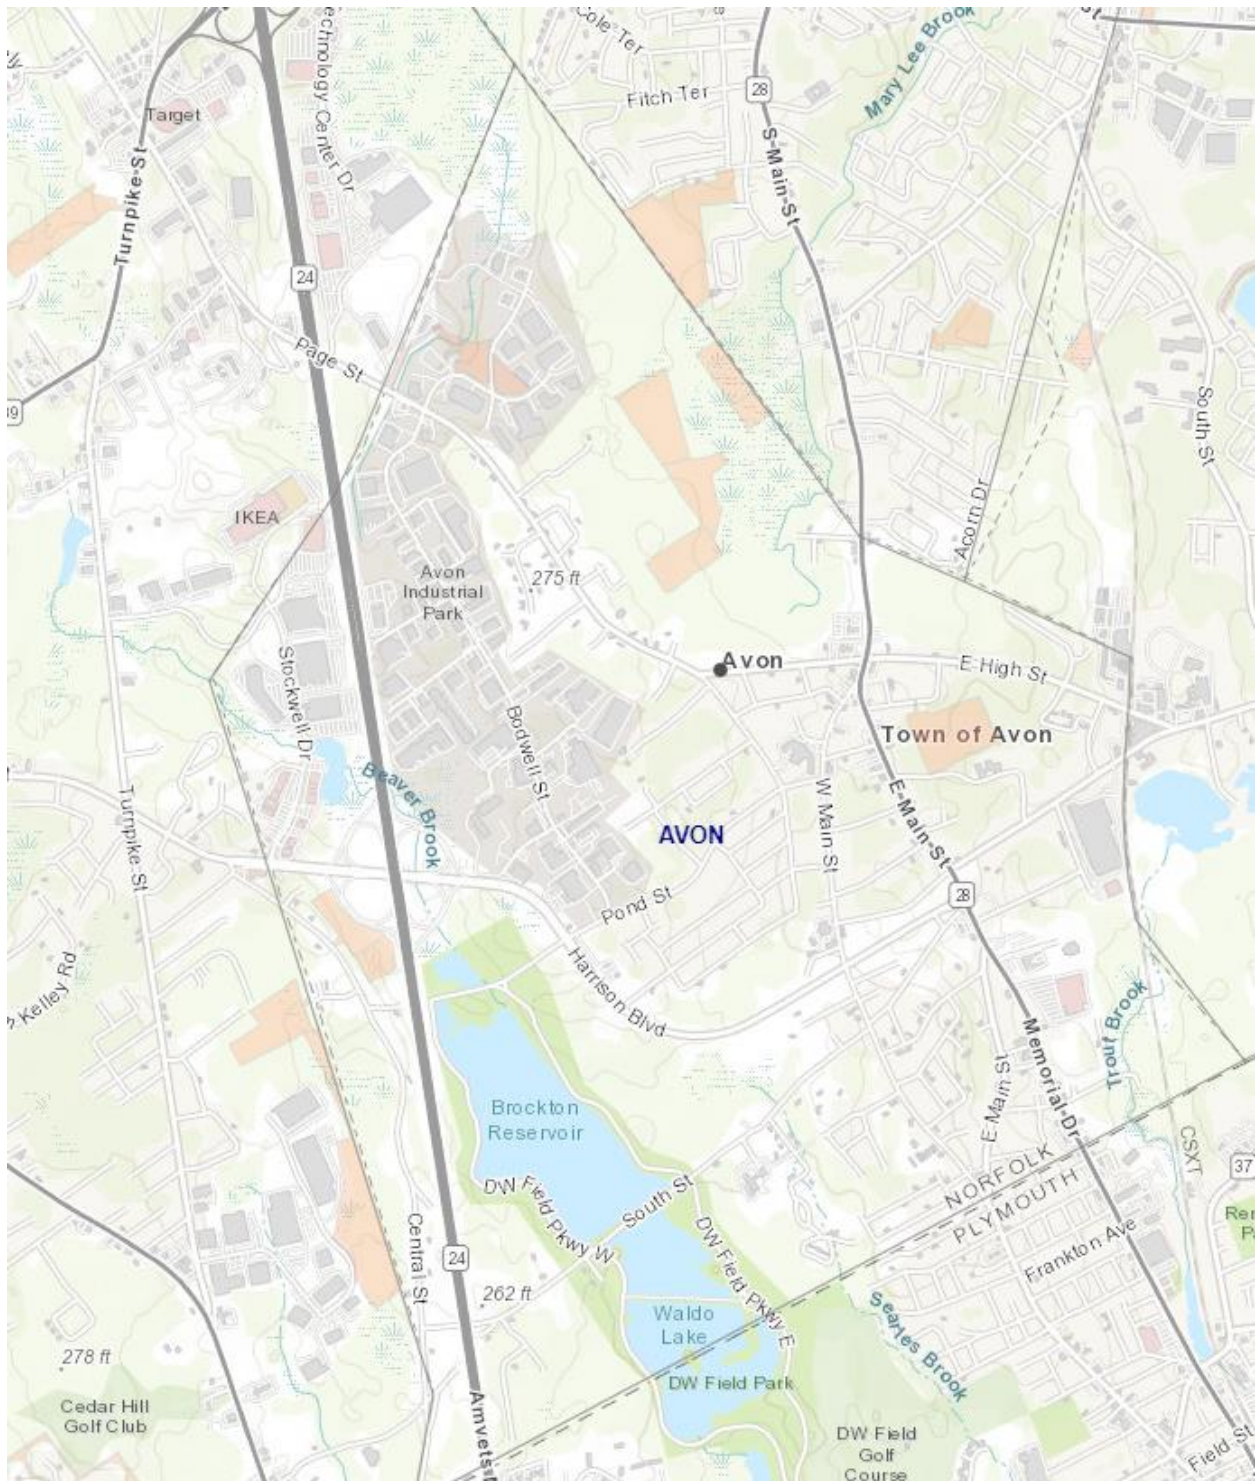 Cole Ter
St
Mary Lee Brook
Technology Center Dr
Fitch Ter
28
Target
S-Main-St
Turnpike-St
24
Page St
South St
39
IKEA
Acorn Dr
275 ft
Avon
Industrial
Park
Avon
E High St
Stockwell Dr
Bodwell St
Town of Avon
Beaver Brook
W Main St
E-Main-St
Turnpike-St
AVON
28
Pond St
Harrison Blvd
Kelley Rd
Memorial-Dr
Trout Brook
E Main St
Brockton
Reservoir
CSXT
NORFOLK
PLYMOUTH
37
DW Field Pkwy W
South St
DW Field Pkwy E
Central St
24
Frankton Ave
262 ft
Waldo
Lake
Searles Brook
278 ft
DW Field Park
Cedar Hill
Golf Club
Amvets
DW Field
Golf
Course
Field St